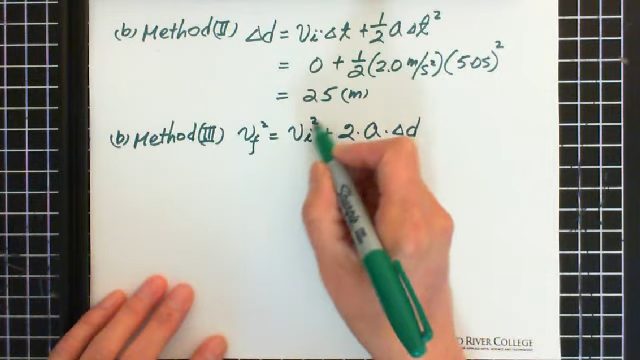 (b) Method(II) Δd = Vi·Δt + 1/2 a Δt²
= 0 + 1/2 (2.0 m/s²)(5.0s)²
= 25 (m)
(b) Method(III) Vf² = Vi² + 2·a·Δd
Sharpie
RIVER COLLEGE